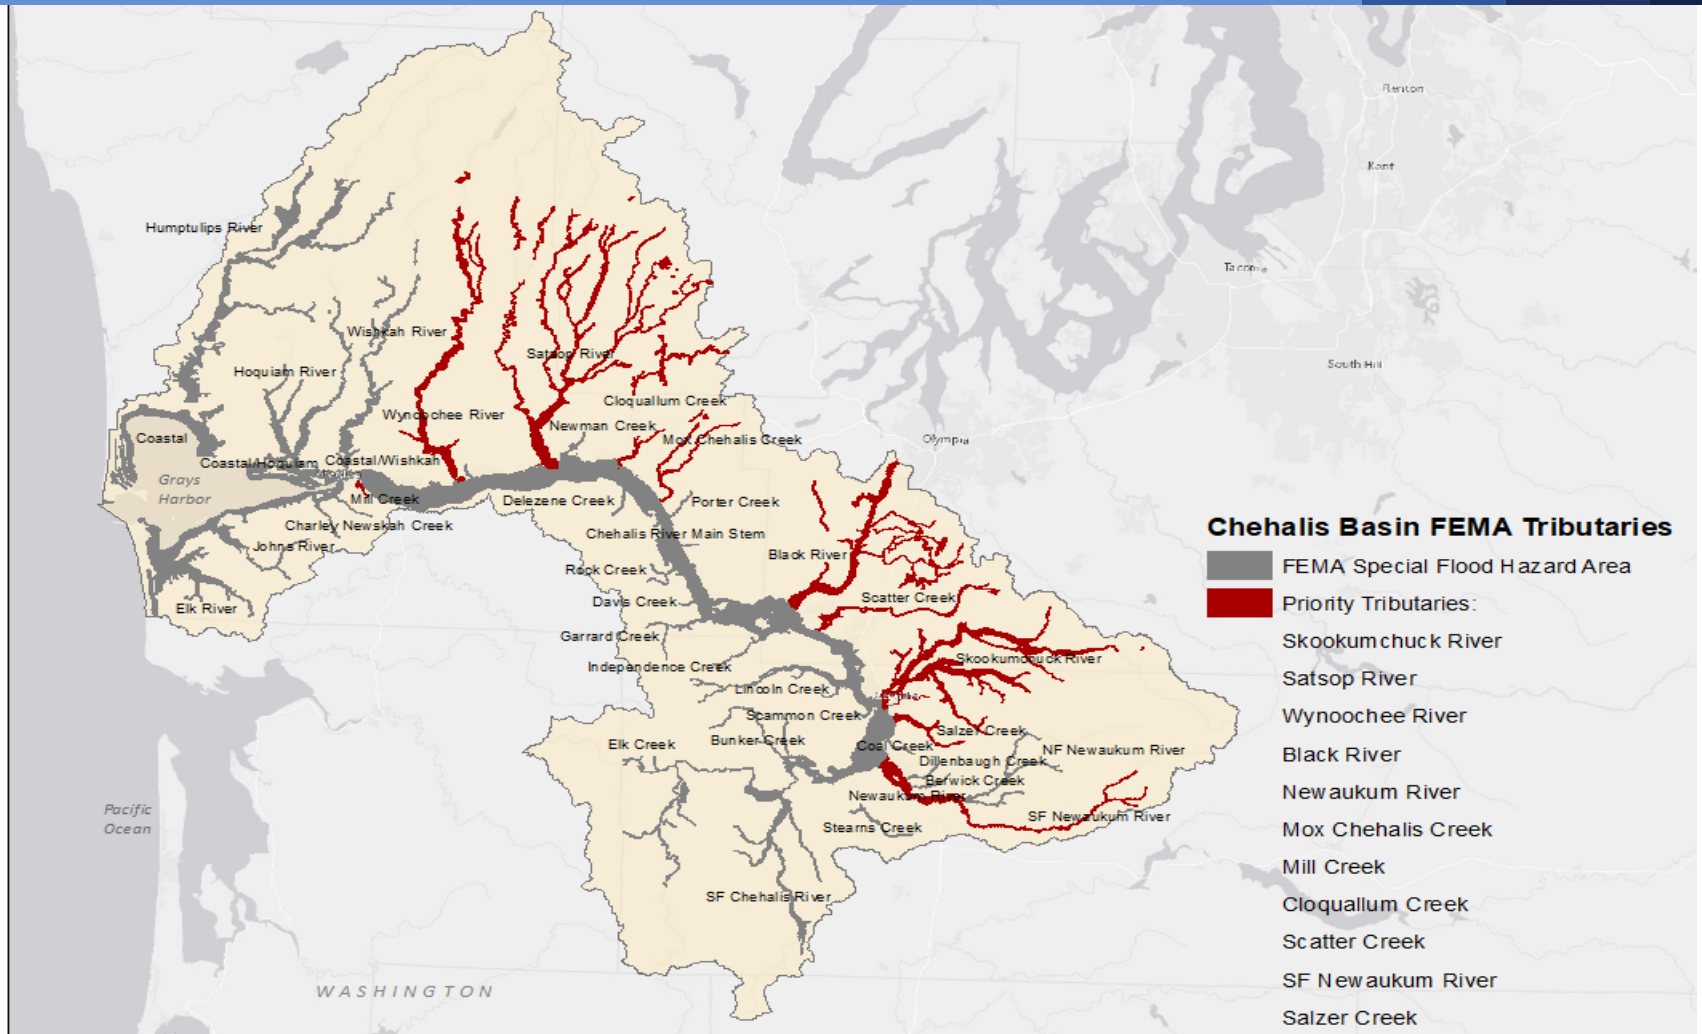 Renton
Kent
Humptulips River
Tacoma
Wishkah River
Satsop River
South Hill
Hoquiam River
Cloquallum Creek
Wynoochee River
Newman Creek
Coastal
Mox Chehalis Creek
Olympia
Coastal/Hoquiam
Coastal/Wishkah
Grays
Harbor
Mill Creek
Delezene Creek
Porter Creek
Charley Newskah Creek
Chehalis River Main Stem
Johns River
Black River
Rock Creek
Elk River
Davis Creek
Scatter Creek
Garrard Creek
Independence Creek
Skookumchuck River
Lincoln Creek
Scammon Creek
Salzer Creek
Elk Creek
Bunker Creek
Coal Creek
NF Newaukum River
Dillenbaugh Creek
Berwick Creek
Newaukum River
SF Newaukum River
Stearns Creek
Pacific
Ocean
SF Chehalis River
WASHINGTON
Chehalis Basin FEMA Tributaries
FEMA Special Flood Hazard Area
Priority Tributaries:
Skookumchuck River
Satsop River
Wynoochee River
Black River
Newaukum River
Mox Chehalis Creek
Mill Creek
Cloquallum Creek
Scatter Creek
SF Newaukum River
Salzer Creek